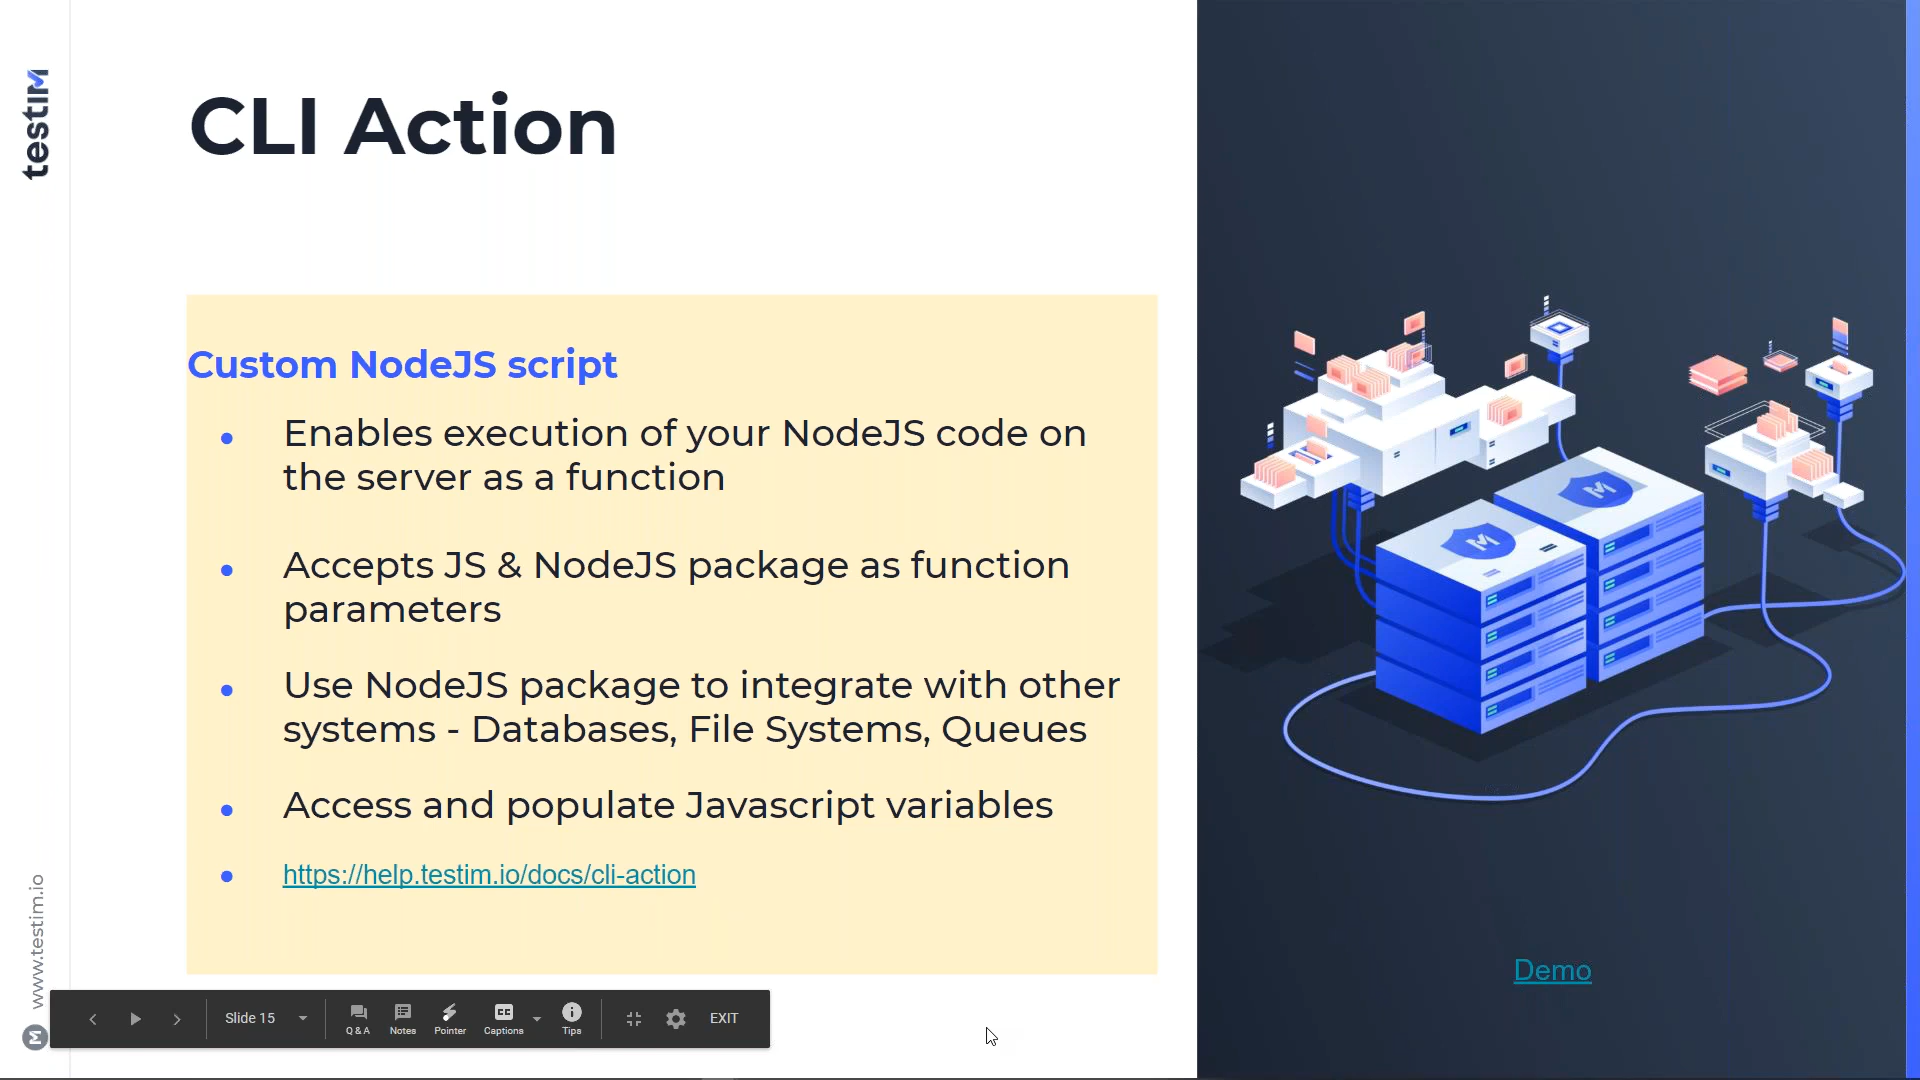 testim
CLI Action
Custom NodeJS script
Enables execution of your NodeJS code on
the server as a function
Accepts JS & NodeJS package as function
parameters
Use NodeJS package to integrate with other
systems - Databases, File Systems, Queues
Access and populate Javascript variables
https://help.testim.io/docs/cli-action
Demo
www.testim.io
Slide 15
Q & A
Notes
Pointer
CC
Captions
Tips
EXIT